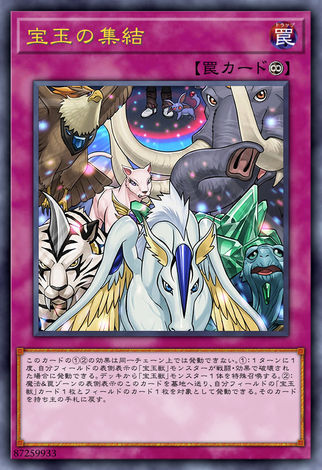 宝玉の集結
トラップ
罠
【罠カード】
このカードの①②の効果は同一チェーン上では発動できない。①：１ターンに１
度、自分フィールドの表側表示の「宝玉獣」モンスターが戦闘・効果で破壊され
た場合に発動できる。デッキから「宝玉獣」モンスター１体を特殊召喚する。②：
魔法&罠ゾーンの表側表示のこのカードを墓地へ送り、自分フィールドの「宝玉
獣」カード１枚とフィールドのカード１枚を対象として発動できる。そのカード
を持ち主の手札に戻す。
87259933